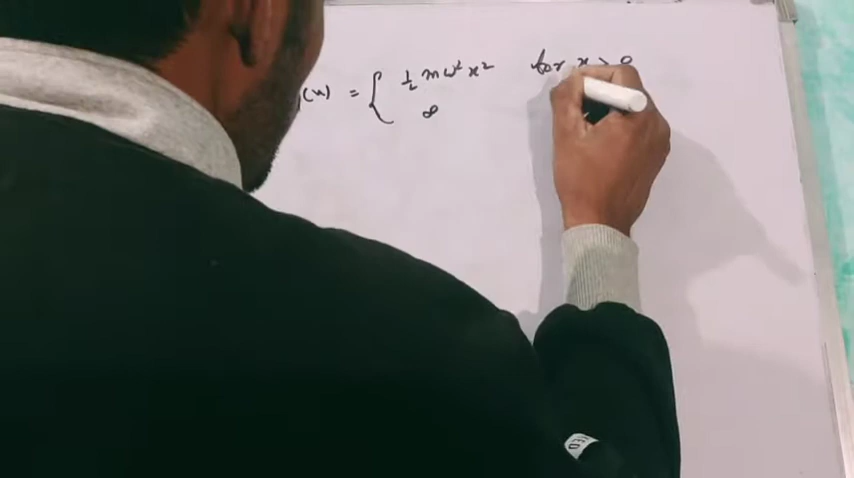 (x) = { ½ mω² x² for x > 0
∞